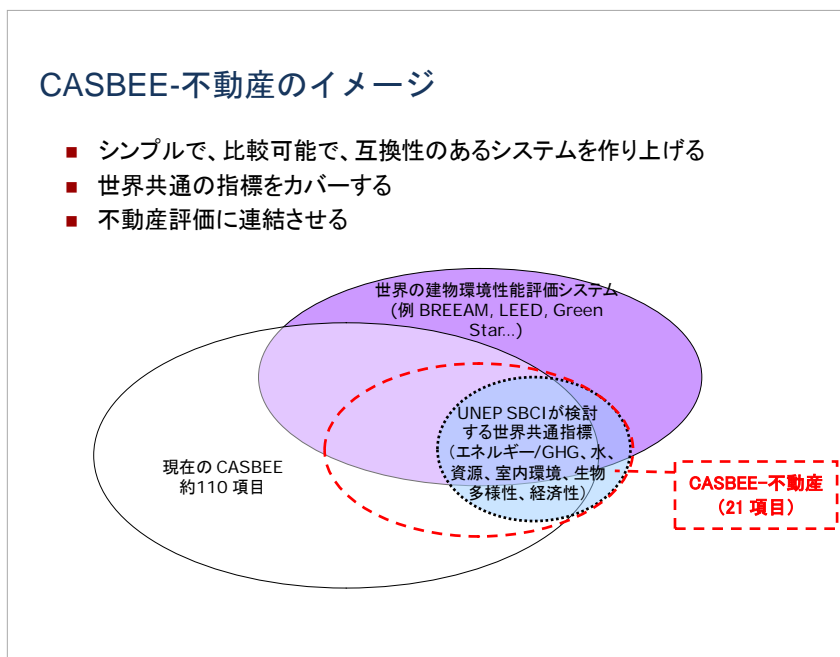 CASBEE-不動産のイメージ
シンプルで、比較可能で、互換性のあるシステムを作り上げる
世界共通の指標をカバーする
不動産評価に連結させる
世界の建物環境性能評価システム
(例 BREEAM, LEED, Green
Star…)
UNEP SBCIが検討
する世界共通指標
（エネルギー/GHG、水、
資源、室内環境、生物
多様性、経済性）
現在の CASBEE
約110 項目
CASBEE-不動産
（21 項目）